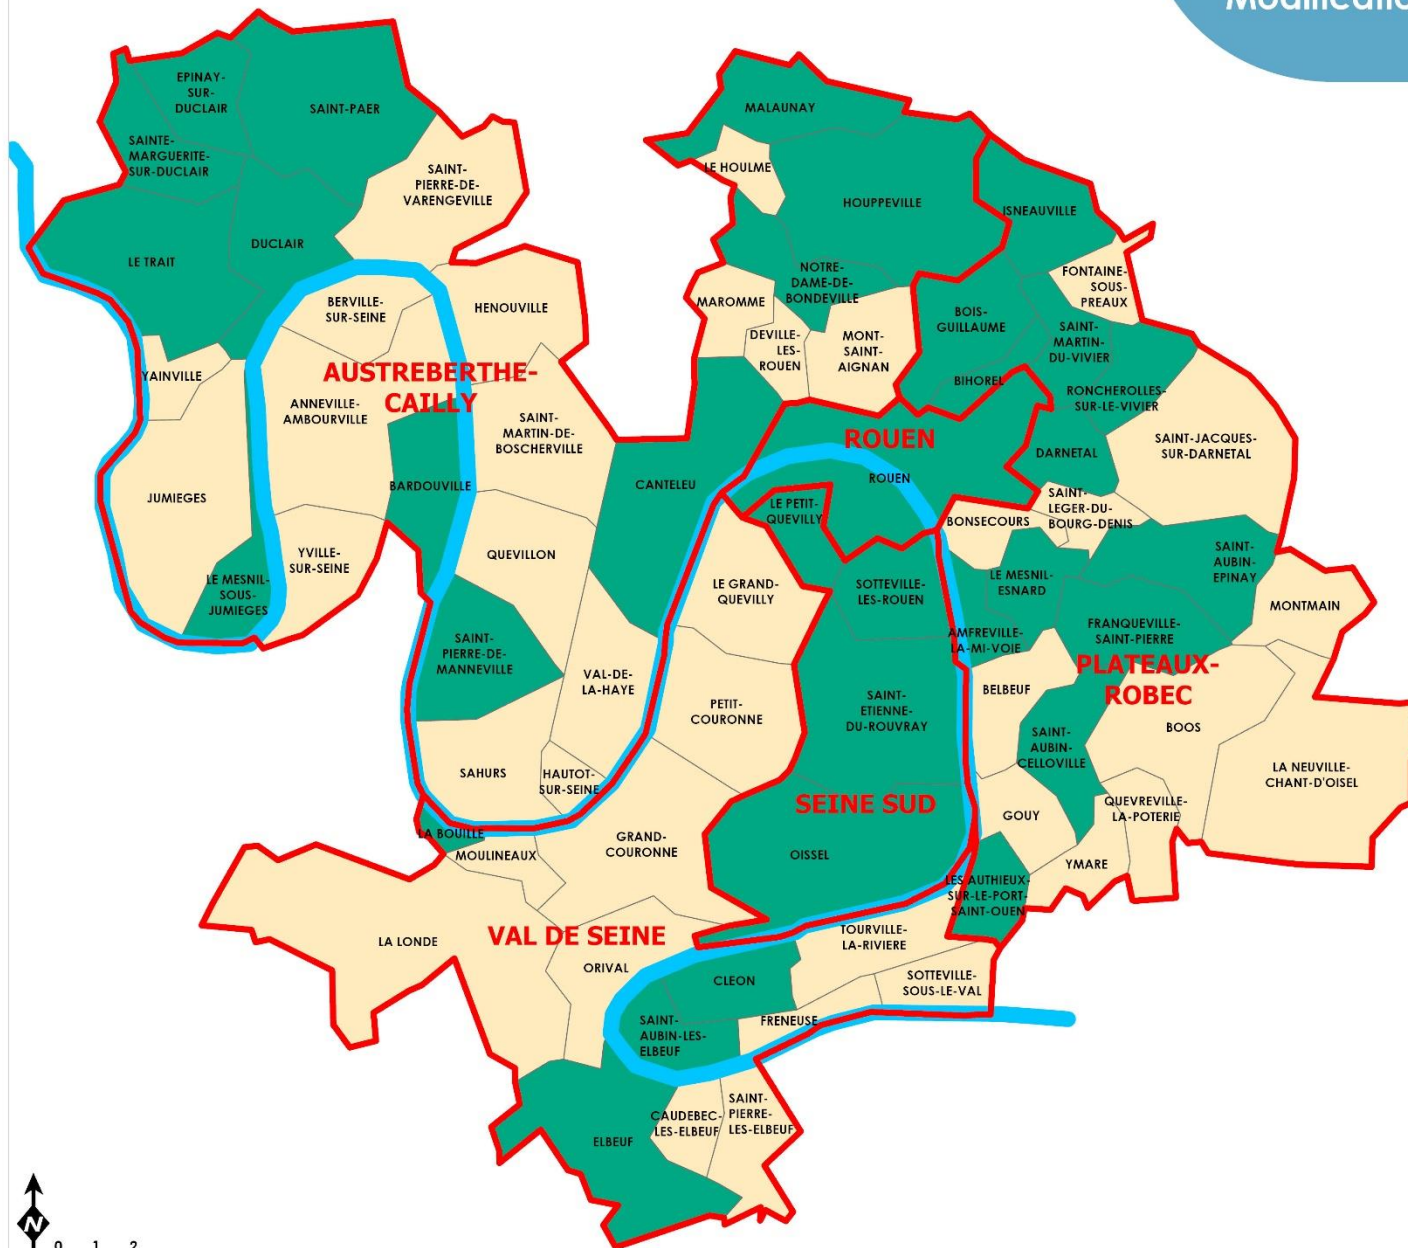 EPINAY-
SUR-
DUCLAIR
SAINT-PAER
SAINTE-
MARGUERITE-
SUR-DUCLAIR
SAINT-
PIERRE-DE-
VARENGEVILLE
LE TRAIT
DUCLAIR
BERVILLE-
SUR-SEINE
HENOUVILLE
YAINVILLE
AUSTREBERTHE-
CAILLY
ANNEVILLE-
AMBOURVILLE
SAINT-
MARTIN-DE-
BOSCHERVILLE
JUMIEGES
BARDOUVILLE
CANTELEU
YVILLE-
SUR-SEINE
QUEVILLON
LE MESNIL-
SOUS-
JUMIEGES
SAINT-
PIERRE-DE-
MANNEVILLE
VAL-DE-
LA-HAYE
SAHURS
HAUTOT-
SUR-SEINE
MALAUNAY
LE HOULME
HOUPPEVILLE
ISNEAUVILLE
NOTRE-
DAME-DE-
BONDEVILLE
FONTAINE-
SOUS-
PREAUX
MAROMME
DEVILLE-
LES-
ROUEN
MONT-
SAINT-
AIGNAN
BOIS-
GUILLAUME
SAINT-
MARTIN-
DU-VIVIER
BIHOREL
RONCHEROLLES-
SUR-LE-VIVIER
ROUEN
ROUEN
DARNETAL
SAINT-JACQUES-
SUR-DARNETAL
LE PETIT-
QUEVILLY
BONSECOURS
SAINT-
LEGER-DU-
BOURG-DENIS
SAINT-
AUBIN-
EPINAY
LE GRAND-
QUEVILLY
SOTTEVILLE-
LES-ROUEN
LE MESNIL-
ESNARD
MONTMAIN
AMFREVILLE-
LA-MI-VOIE
FRANQUEVILLE-
SAINT-PIERRE
PLATEAUX-
ROBEC
PETIT-
COURONNE
SAINT-
ETIENNE-
DU-ROUVRAY
BELBEUF
SAINT-
AUBIN-
CELLOVILLE
BOOS
LA NEUVILLE-
CHANT-D'OISEL
SEINE SUD
GOUY
QUEVREVILLE-
LA-POTERIE
LA BOUILLE
MOULINEAUX
GRAND-
COURONNE
OISSEL
YMARE
LES AUTHIEUX-
SUR-LE-PORT-
SAINT-OUEN
LA LONDE
VAL DE SEINE
ORIVAL
TOURVILLE-
LA-RIVIERE
CLEON
SOTTEVILLE-
SOUS-LE-VAL
SAINT-
AUBIN-LES-
ELBEUF
FRENEUSE
ELBEUF
CAUDEBEC-
LES-ELBEUF
SAINT-
PIERRE-
LES-ELBEUF
N
0 1 2